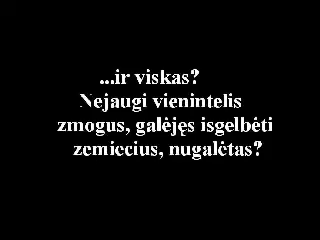 ...ir viskas?
Nejaugi vienintelis
zmogus, galėjęs isgelbėti
zemiecius, nugalėtas?